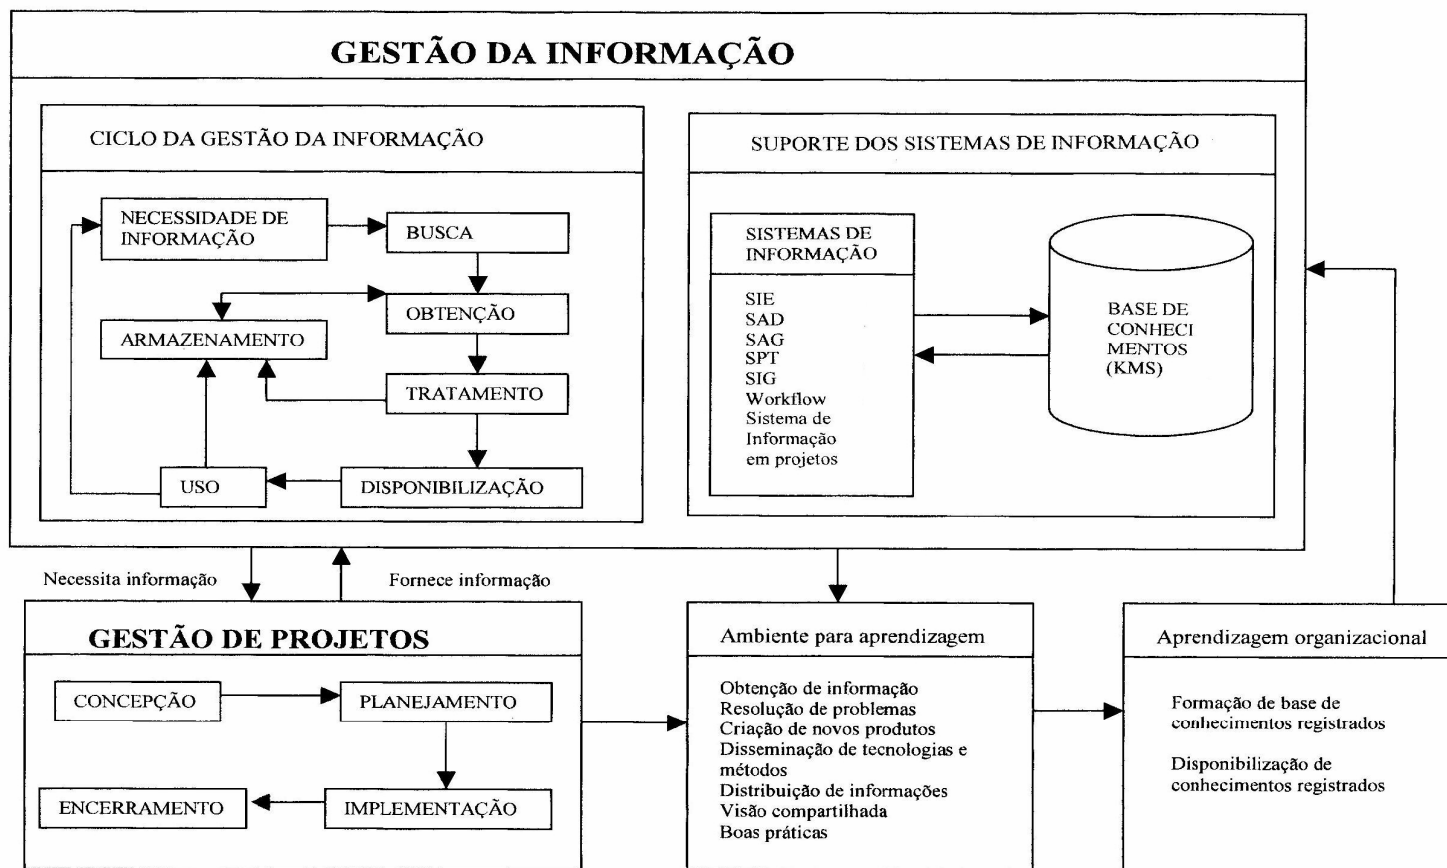 GESTÃO DA INFORMAÇÃO
CICLO DA GESTÃO DA INFORMAÇÃO
NECESSIDADE DE
INFORMAÇÃO
BUSCA
OBTENÇÃO
ARMAZENAMENTO
TRATAMENTO
USO
DISPONIBILIZAÇÃO
SUPORTE DOS SISTEMAS DE INFORMAÇÃO
SISTEMAS DE
INFORMAÇÃO
SIE
SAD
SAG
SPT
SIG
Workflow
Sistema de
Informação
em projetos
BASE DE
CONHECI
MENTOS
(KMS)
Necessita informação
Fornece informação
GESTÃO DE PROJETOS
CONCEPÇÃO
PLANEJAMENTO
ENCERRAMENTO
IMPLEMENTAÇÃO
Ambiente para aprendizagem
Obtenção de informação
Resolução de problemas
Criação de novos produtos
Disseminação de tecnologias e
métodos
Distribuição de informações
Visão compartilhada
Boas práticas
Aprendizagem organizacional
Formação de base de
conhecimentos registrados
Disponibilização de
conhecimentos registrados